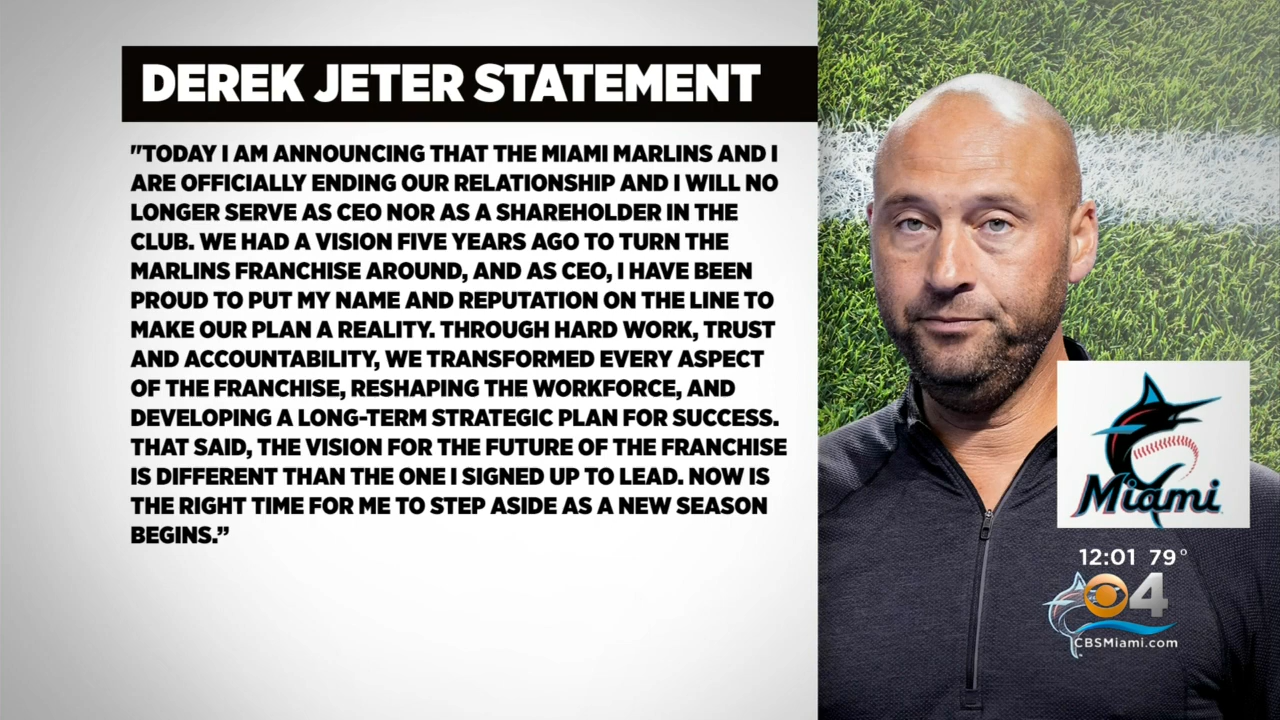 DEREK JETER STATEMENT
"TODAY I AM ANNOUNCING THAT THE MIAMI MARLINS AND I
ARE OFFICIALLY ENDING OUR RELATIONSHIP AND I WILL NO
LONGER SERVE AS CEO NOR AS A SHAREHOLDER IN THE
CLUB. WE HAD A VISION FIVE YEARS AGO TO TURN THE
MARLINS FRANCHISE AROUND, AND AS CEO, I HAVE BEEN
PROUD TO PUT MY NAME AND REPUTATION ON THE LINE TO
MAKE OUR PLAN A REALITY. THROUGH HARD WORK, TRUST
AND ACCOUNTABILITY, WE TRANSFORMED EVERY ASPECT
OF THE FRANCHISE, RESHAPING THE WORKFORCE, AND
DEVELOPING A LONG-TERM STRATEGIC PLAN FOR SUCCESS.
THAT SAID, THE VISION FOR THE FUTURE OF THE FRANCHISE
IS DIFFERENT THAN THE ONE I SIGNED UP TO LEAD. NOW IS
THE RIGHT TIME FOR ME TO STEP ASIDE AS A NEW SEASON
BEGINS.”
Miami
12:01 79°
4
CBSMiami.com